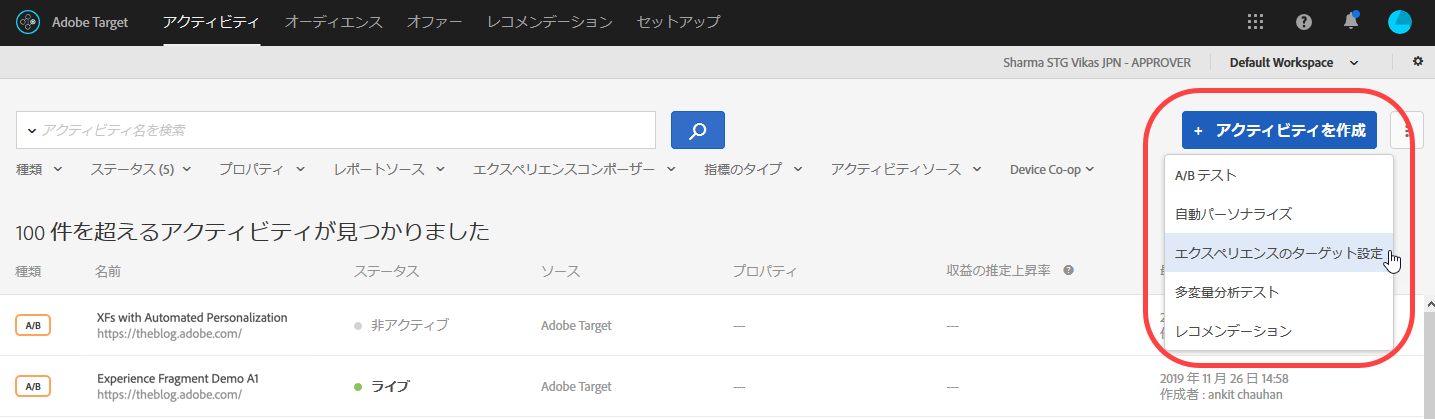 Adobe Target アクティビティ オーディエンス オファー レコメンデーション セットアップ
Sharma STG Vikas JPN - APPROVER Default Workspace
アクティビティ名を検索
+ アクティビティを作成
種類 ステータス (5) プロパティ レポートソース エクスペリエンスコンポーザー 指標のタイプ アクティビティソース Device Co-op
A/B テスト
自動パーソナライズ
エクスペリエンスのターゲット設定
多変量分析テスト
レコメンデーション
100 件を超えるアクティビティが見つかりました
種類 名前 ステータス ソース プロパティ 収益の推定上昇率
A/B XFs with Automated Personalization 非アクティブ Adobe Target --- ---
https://theblog.adobe.com/
A/B Experience Fragment Demo A1 ライブ Adobe Target --- --- 2019 年 11 月 26 日 14:58
https://theblog.adobe.com/ 作成者 : ankit chauhan